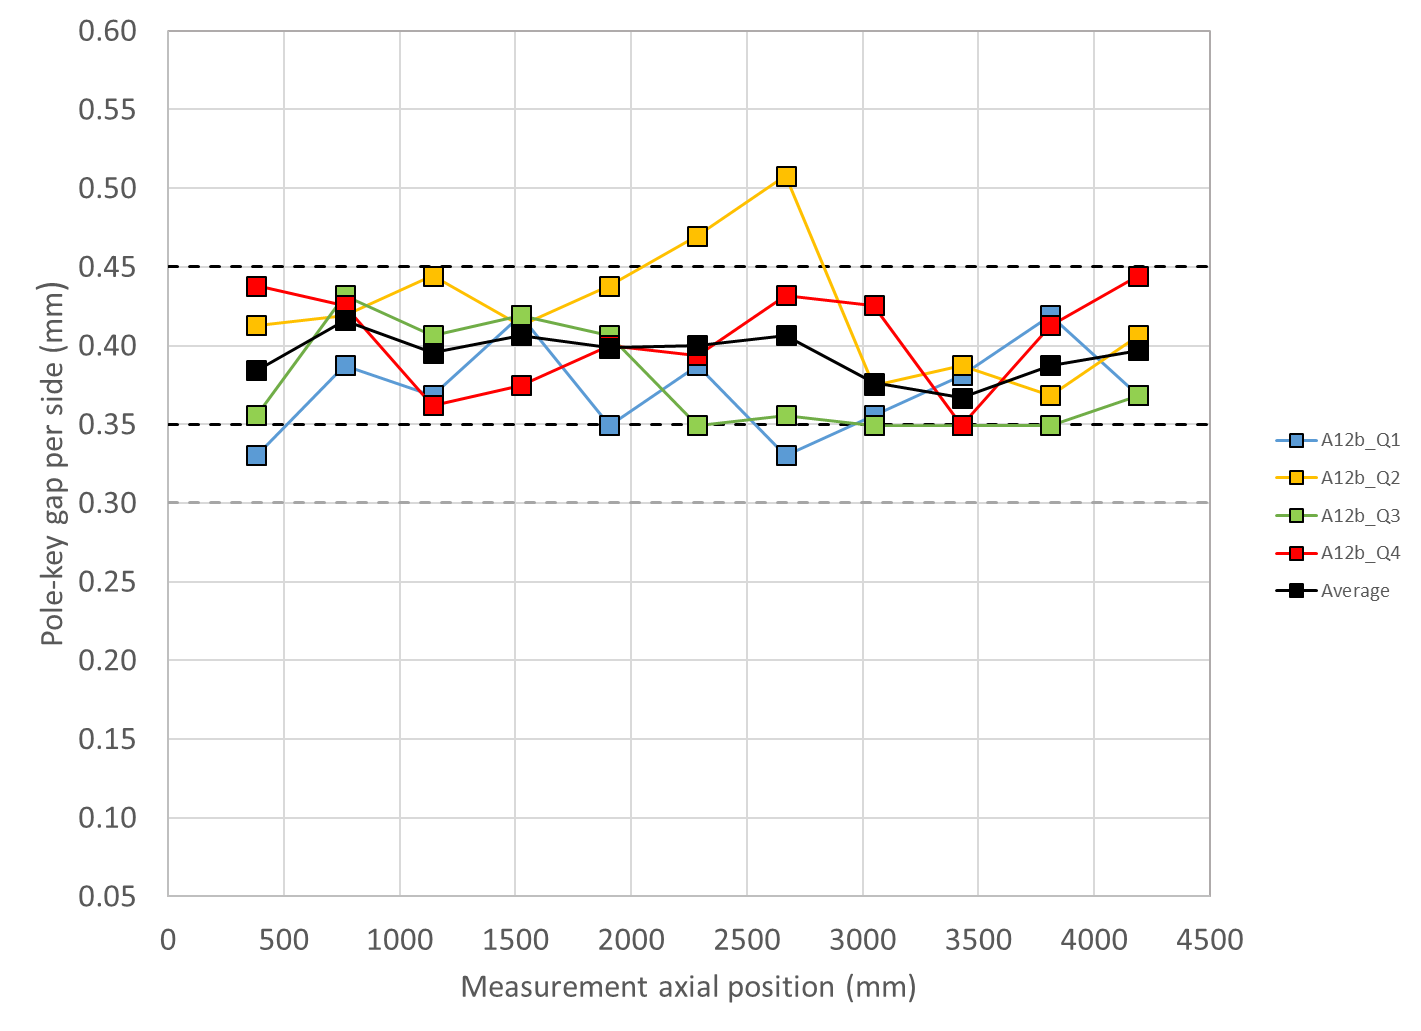 0.60
0.55
0.50
0.45
0.40
0.35
0.30
0.25
0.20
0.15
0.10
0.05
Pole-key gap per side (mm)
0 500 1000 1500 2000 2500 3000 3500 4000 4500
Measurement axial position (mm)
A12b_Q1
A12b_Q2
A12b_Q3
A12b_Q4
Average